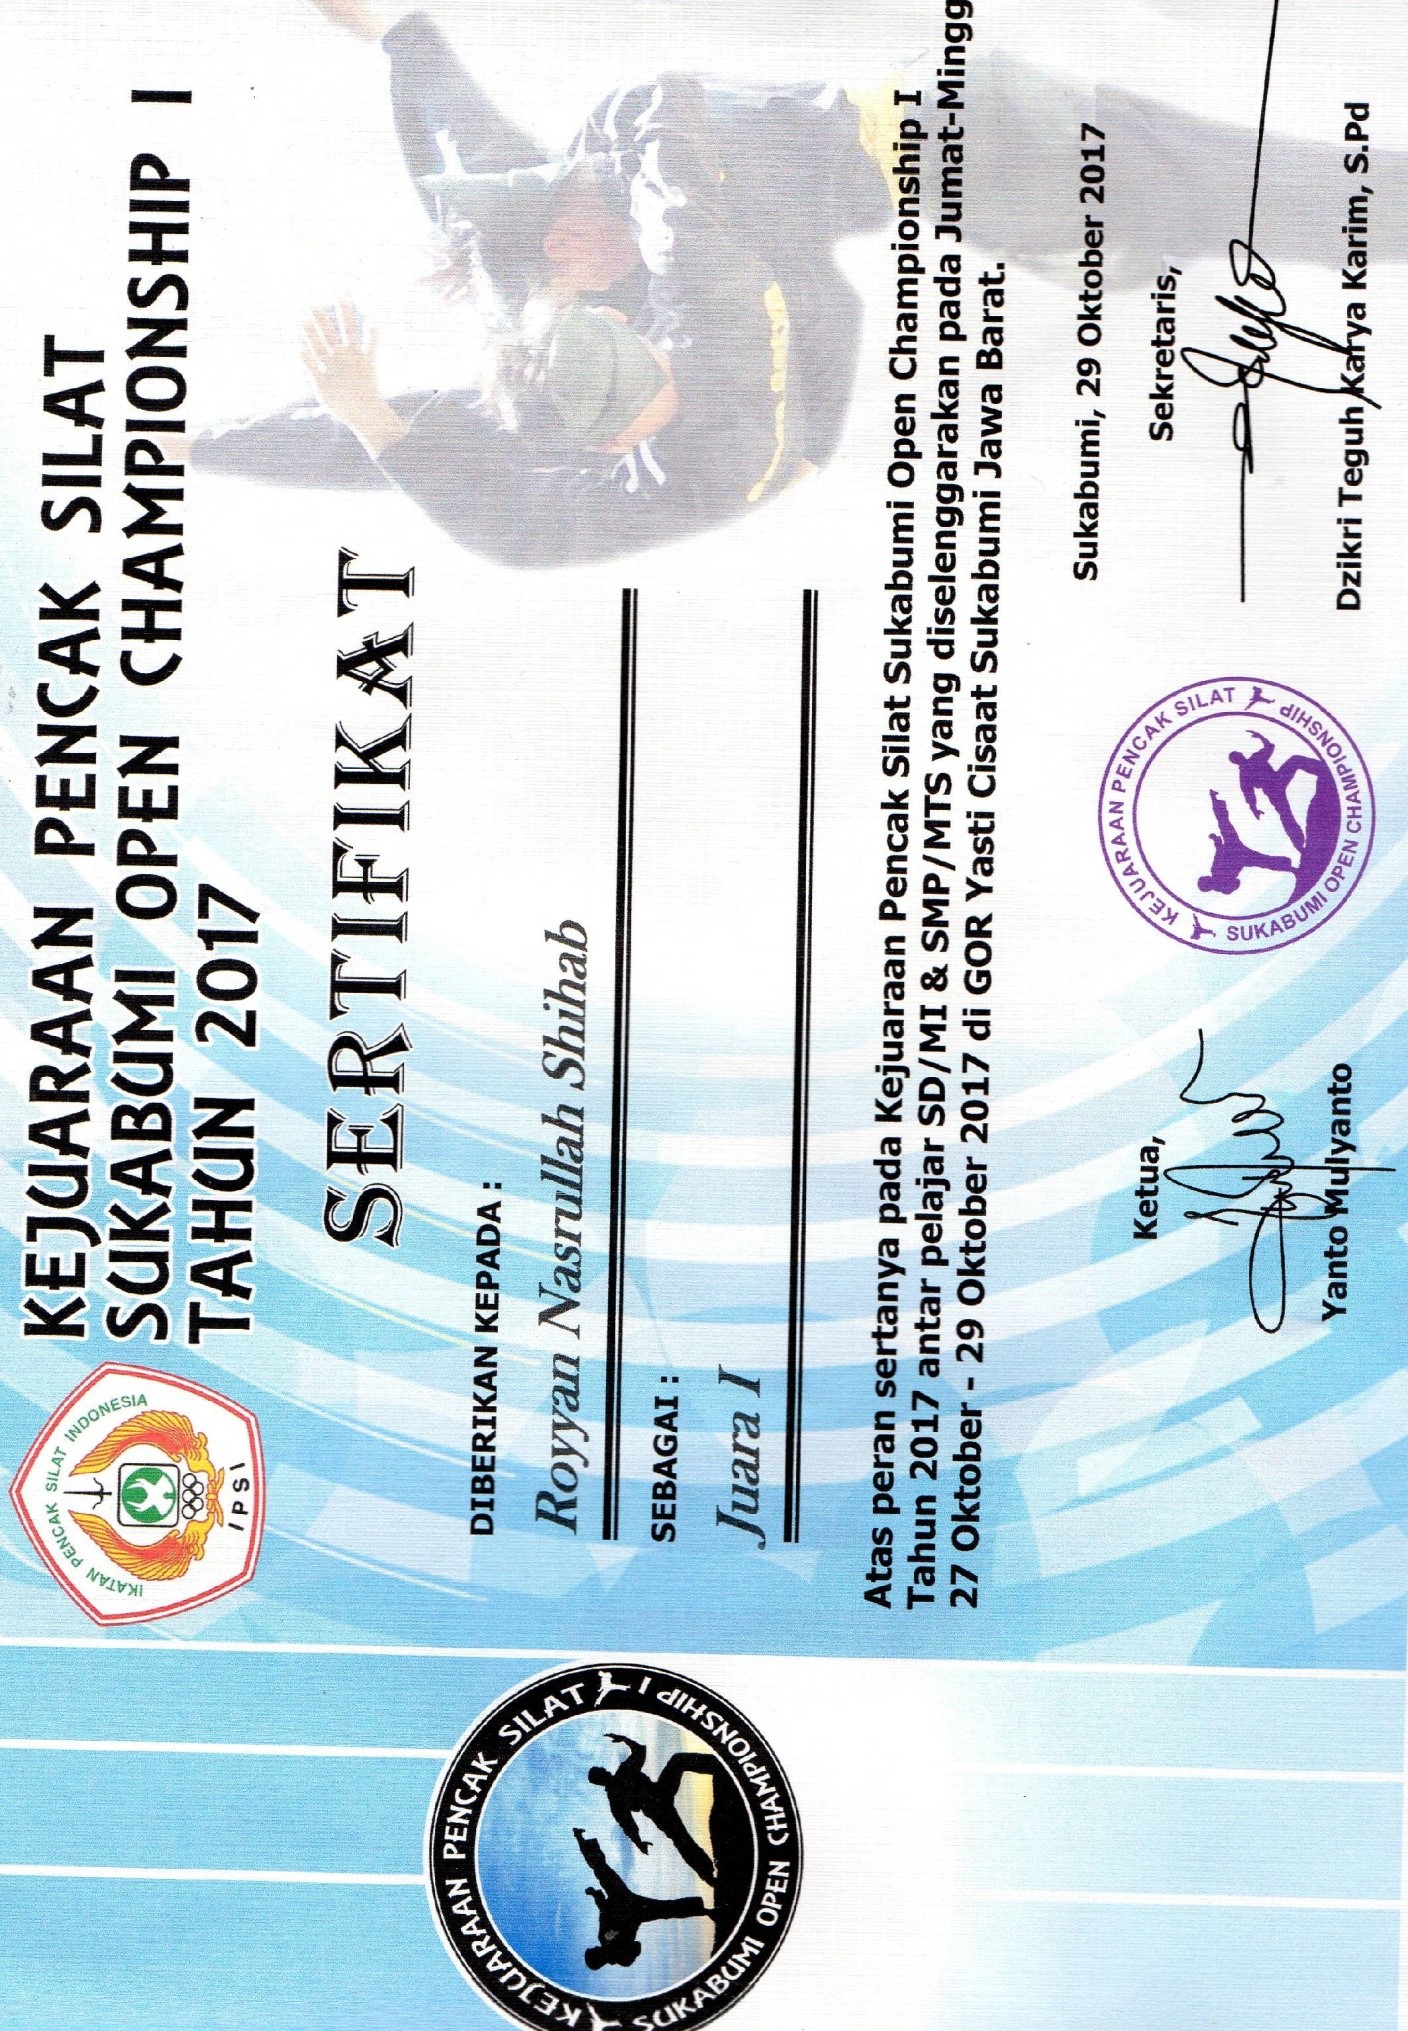 IKATAN PENCAK SILAT INDONESIA
IPSI
KEJUARAAN PENCAK SILAT
SUKABUMI OPEN CHAMPIONSHIP I
TAHUN 2017
SERTIFIKAT
KEJUARAAN PENCAK SILAT
SUKABUMI OPEN CHAMPIONSHIP I
DIBERIKAN KEPADA :
Royyan Nasrullah Shihab
SEBAGAI :
Juara I
Atas peran sertanya pada Kejuaraan Pencak Silat Sukabumi Open Championship I
Tahun 2017 antar pelajar SD/MI & SMP/MTS yang diselenggarakan pada Jumat-Mingg
27 Oktober - 29 Oktober 2017 di GOR Yasti Cisaat Sukabumi Jawa Barat.
Sukabumi, 29 Oktober 2017
Ketua,
Sekretaris,
KEJUARAAN PENCAK SILAT
SUKABUMI OPEN CHAMPIONSHIP
Yanto Mulyanto
Dzikri Teguh Karya Karim, S.Pd